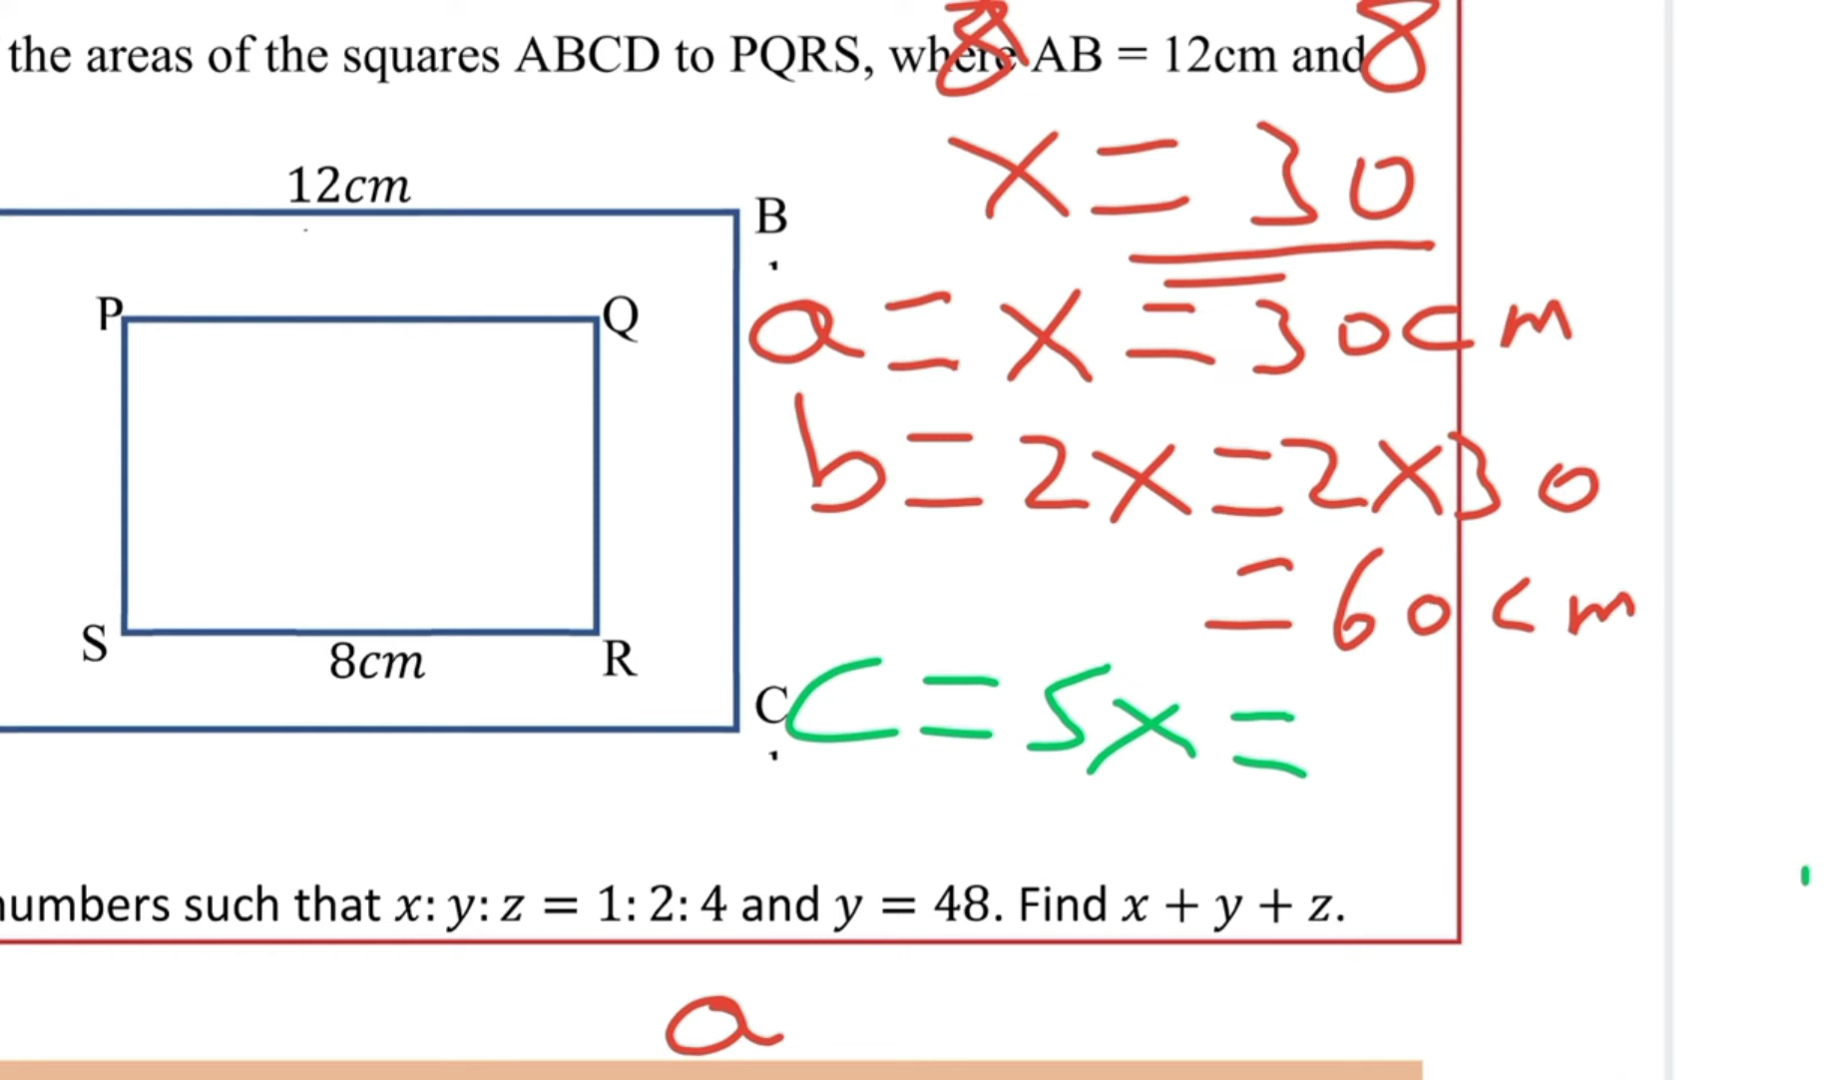 the areas of the squares ABCD to PQRS, where AB = 12cm and
8 8
x = 30
12cm
B
P Q
a = x = 30cm
b = 2x = 2x30
= 60cm
S R
8cm
C
C = 5x =
numbers such that x: y: z = 1: 2: 4 and y = 48. Find x + y + z.
a